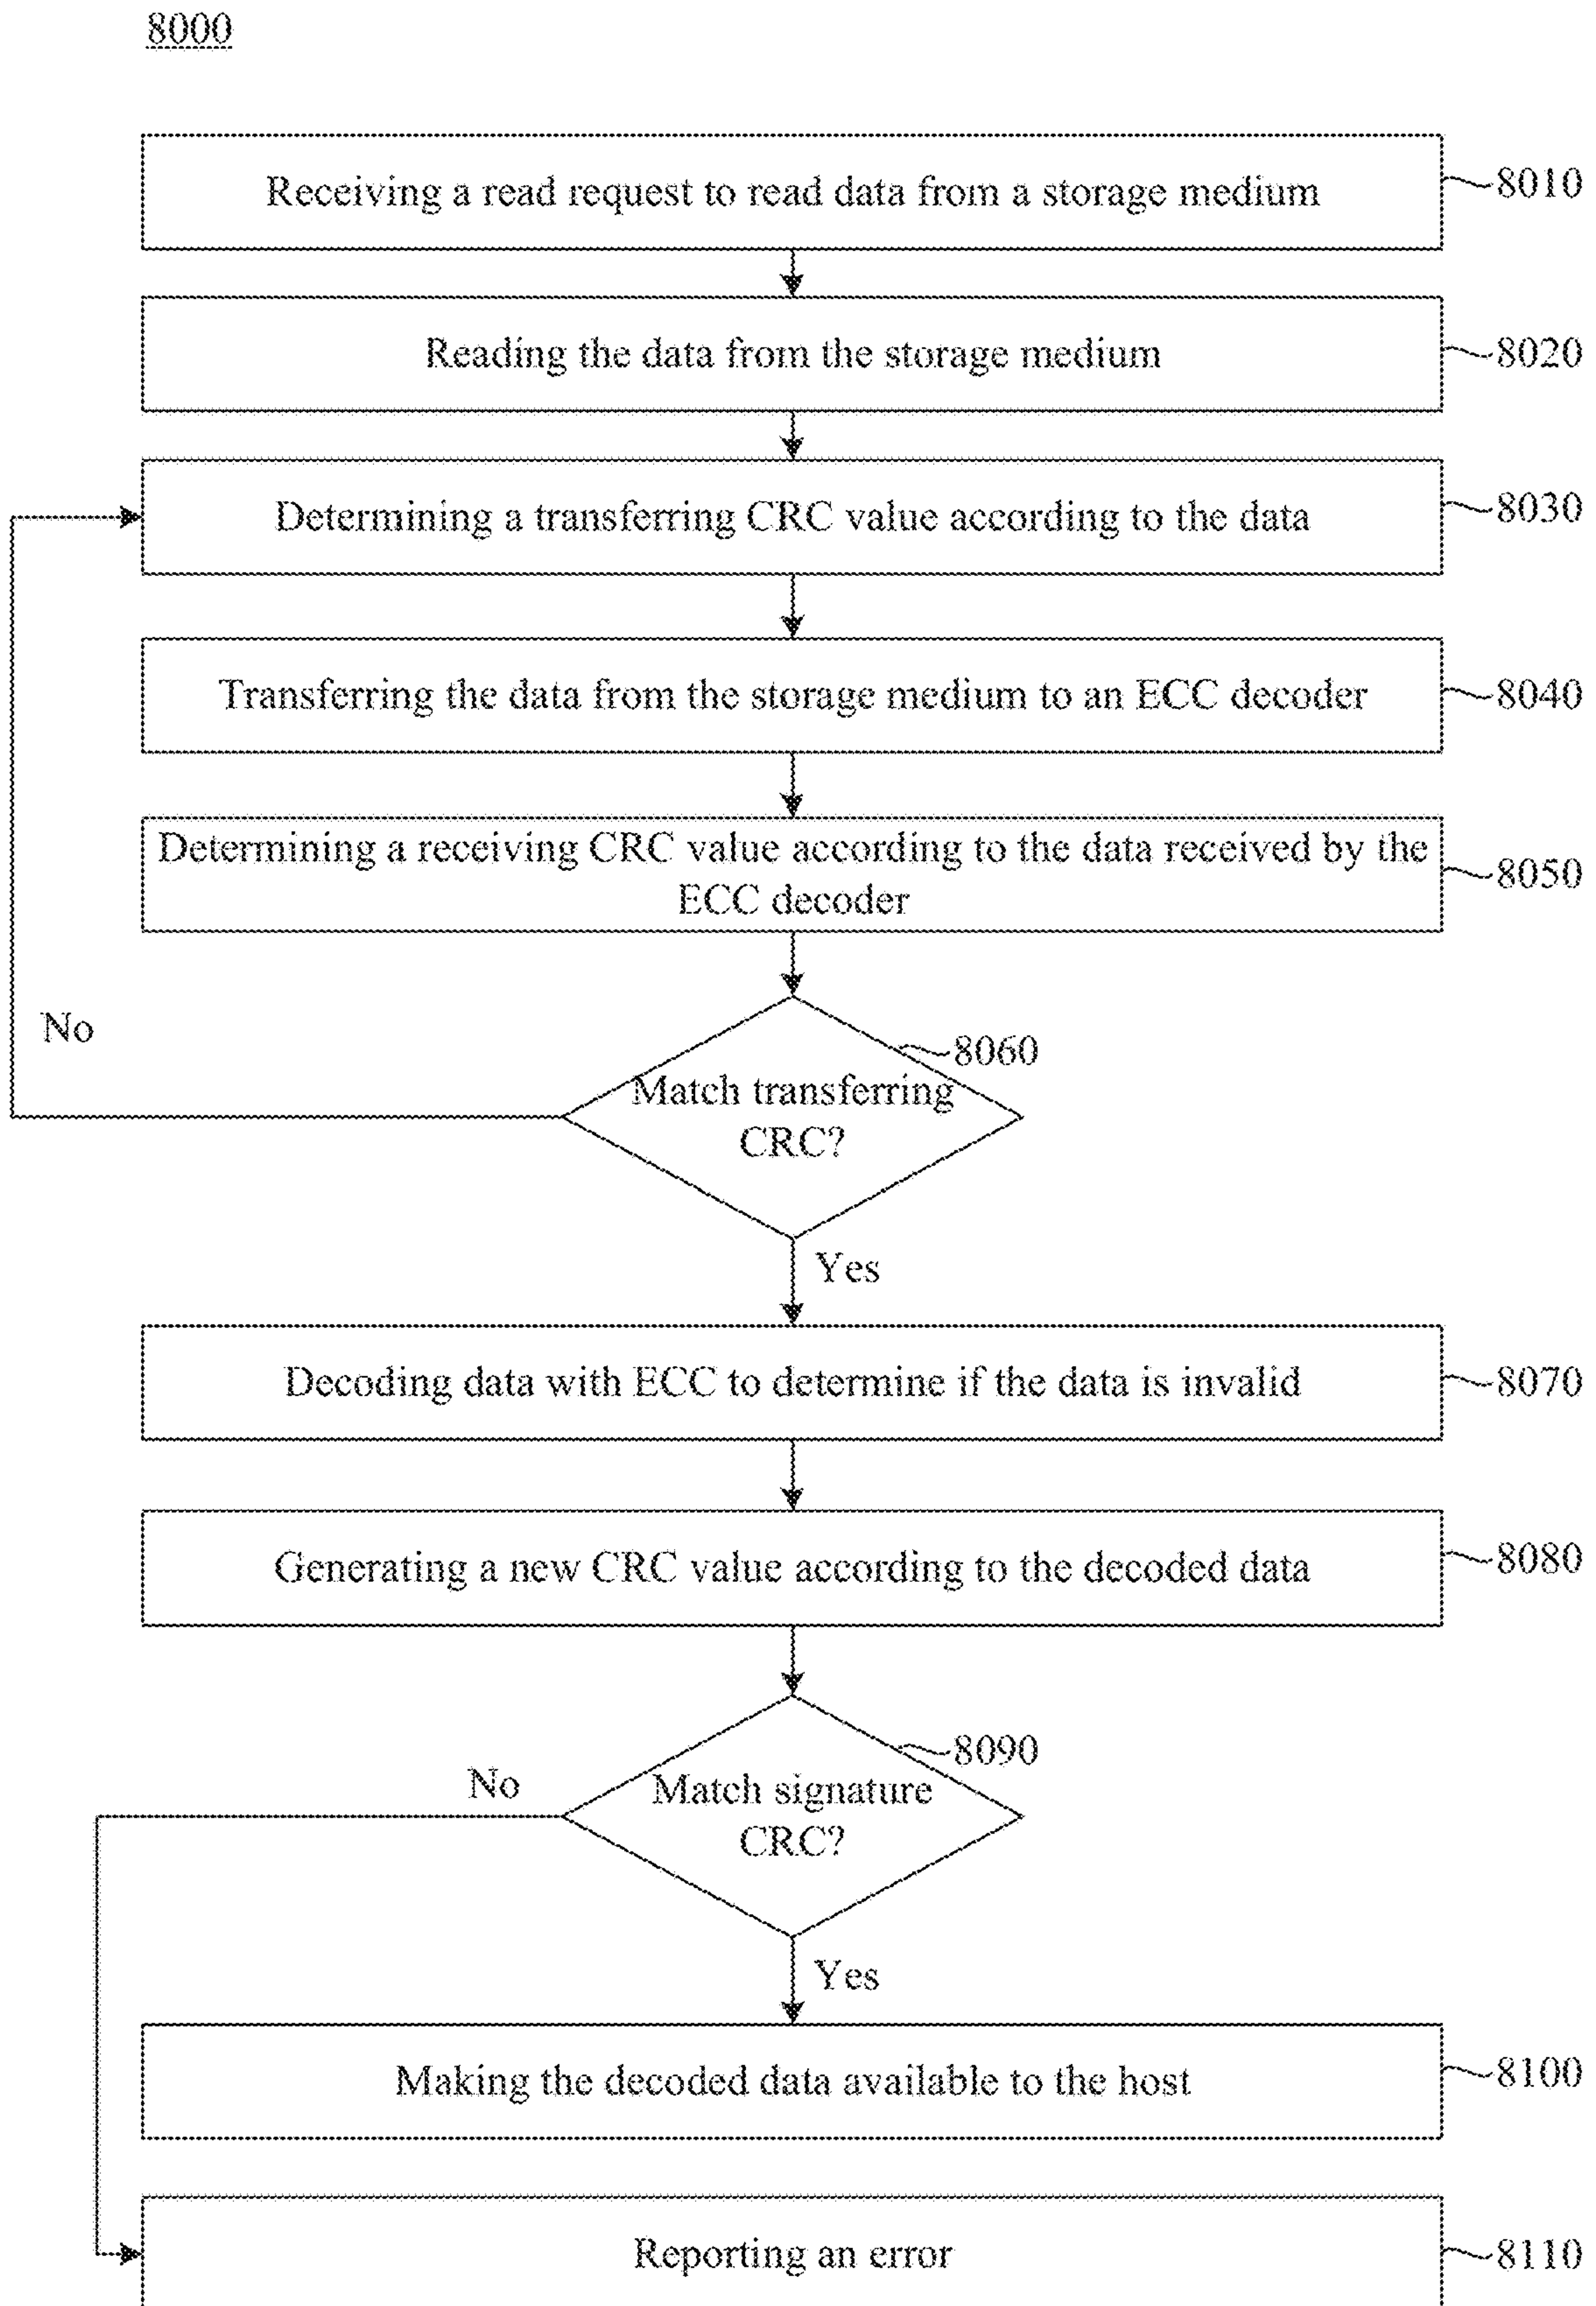 8000
Receiving a read request to read data from a storage medium
8010
Reading the data from the storage medium
8020
Determining a transferring CRC value according to the data
8030
Transferring the data from the storage medium to an ECC decoder
8040
Determining a receiving CRC value according to the data received by the
ECC decoder
8050
No
8060
Match transferring
CRC?
Yes
Decoding data with ECC to determine if the data is invalid
8070
Generating a new CRC value according to the decoded data
8080
8090
No
Match signature
CRC?
Yes
Making the decoded data available to the host
8100
Reporting an error
8110